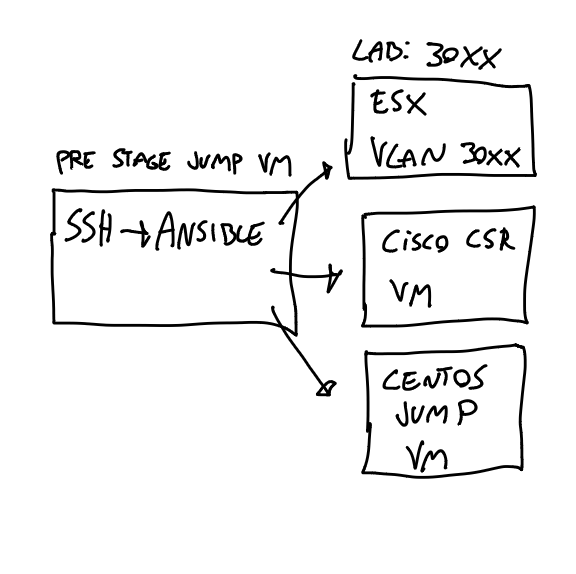 LAB: 30XX
ESX
VLAN 30XX
PRE STAGE JUMP VM
SSH → ANSIBLE
CISCO CSR
VM
CENTOS
JUMP
VM